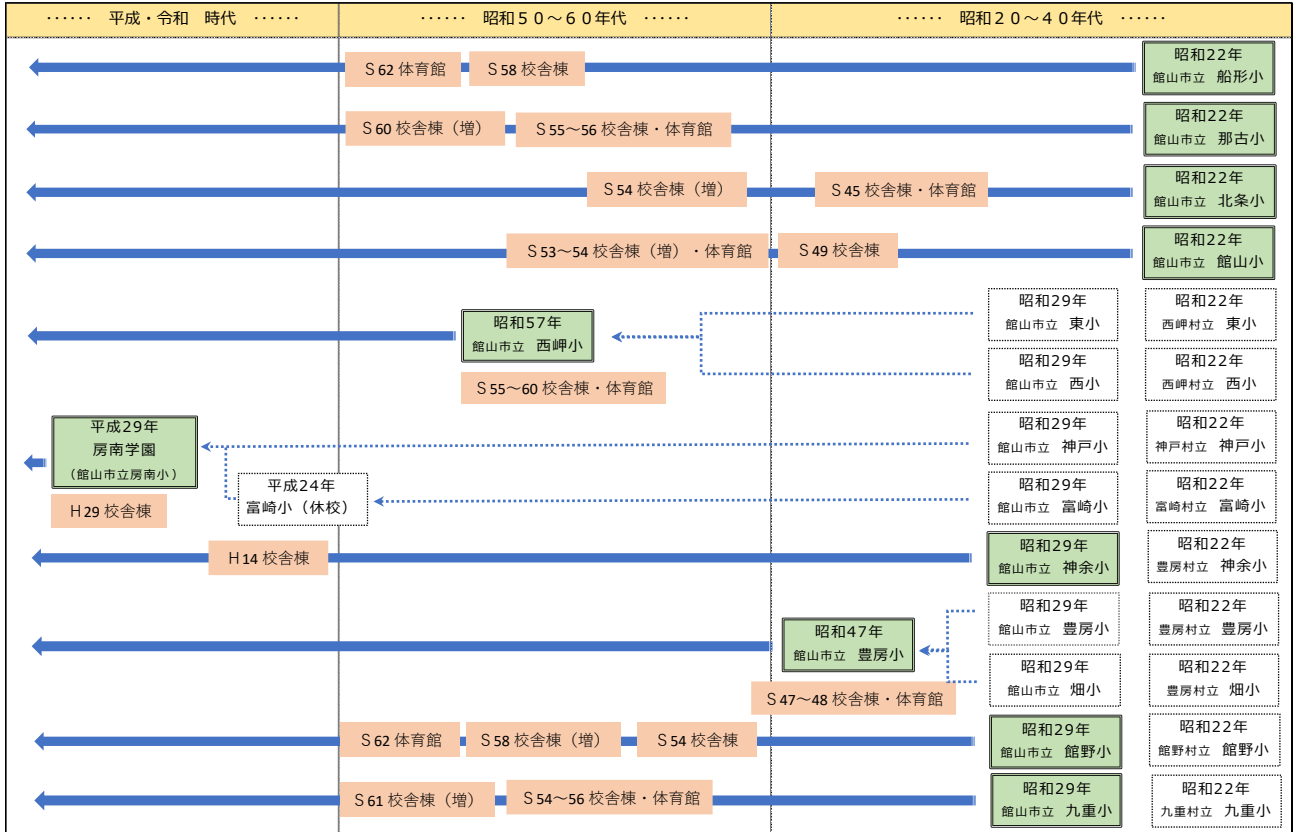 ······ 平成・令和 時代 ······
······ 昭和５０～６０年代 ······
······ 昭和２０～４０年代 ······
Ｓ62 体育館
Ｓ58 校舎棟
昭和22年
館山市立 船形小
Ｓ60 校舎棟（増）
Ｓ55～56 校舎棟・体育館
昭和22年
館山市立 那古小
Ｓ54 校舎棟（増）
Ｓ45 校舎棟・体育館
昭和22年
館山市立 北条小
Ｓ53～54 校舎棟（増）・体育館
Ｓ49 校舎棟
昭和22年
館山市立 館山小
昭和57年
館山市立 西岬小
Ｓ55～60 校舎棟・体育館
昭和29年
館山市立 東小
昭和22年
西岬村立 東小
昭和29年
館山市立 西小
昭和22年
西岬村立 西小
平成29年
房南学園
（館山市立房南小）
Ｈ29 校舎棟
平成24年
富崎小（休校）
昭和29年
館山市立 神戸小
昭和22年
神戸村立 神戸小
昭和29年
館山市立 富崎小
昭和22年
富崎村立 富崎小
Ｈ14 校舎棟
昭和29年
館山市立 神余小
昭和22年
豊房村立 神余小
昭和47年
館山市立 豊房小
Ｓ47～48 校舎棟・体育館
昭和29年
館山市立 豊房小
昭和22年
豊房村立 豊房小
昭和29年
館山市立 畑小
昭和22年
豊房村立 畑小
Ｓ62 体育館
Ｓ58 校舎棟（増）
Ｓ54 校舎棟
昭和29年
館山市立 館野小
昭和22年
館野村立 館野小
Ｓ61 校舎棟（増）
Ｓ54～56 校舎棟・体育館
昭和29年
館山市立 九重小
昭和22年
九重村立 九重小